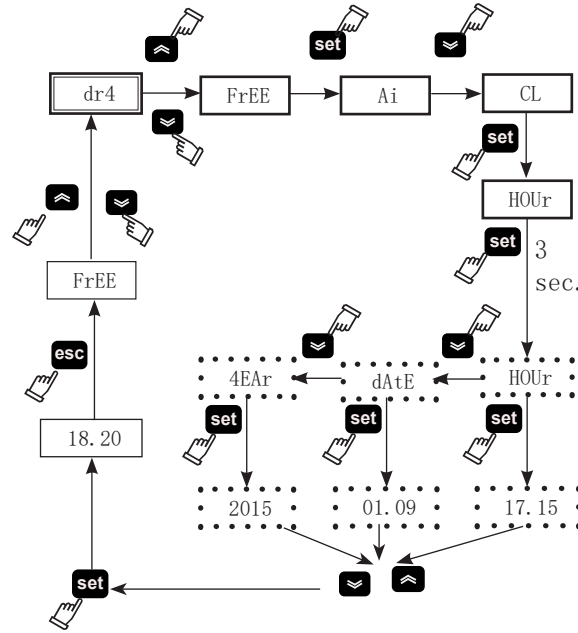 set
dr4
FrEE
Ai
CL
set
HOUr
set
3
sec.
FrEE
esc
4EAr
dAtE
HOUr
set
set
set
18.20
2015
01.09
17.15
set